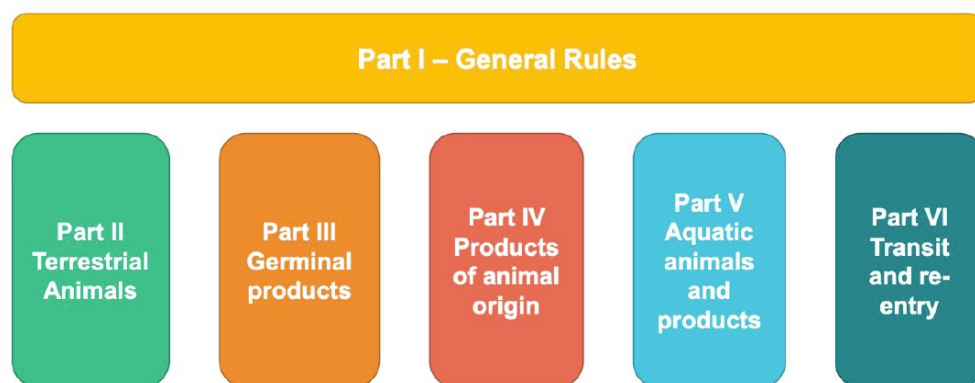 Part I – General Rules
Part II
Terrestrial
Animals
Part III
Germinal
products
Part IV
Products
of animal
origin
Part V
Aquatic
animals
and
products
Part VI
Transit
and re-
entry